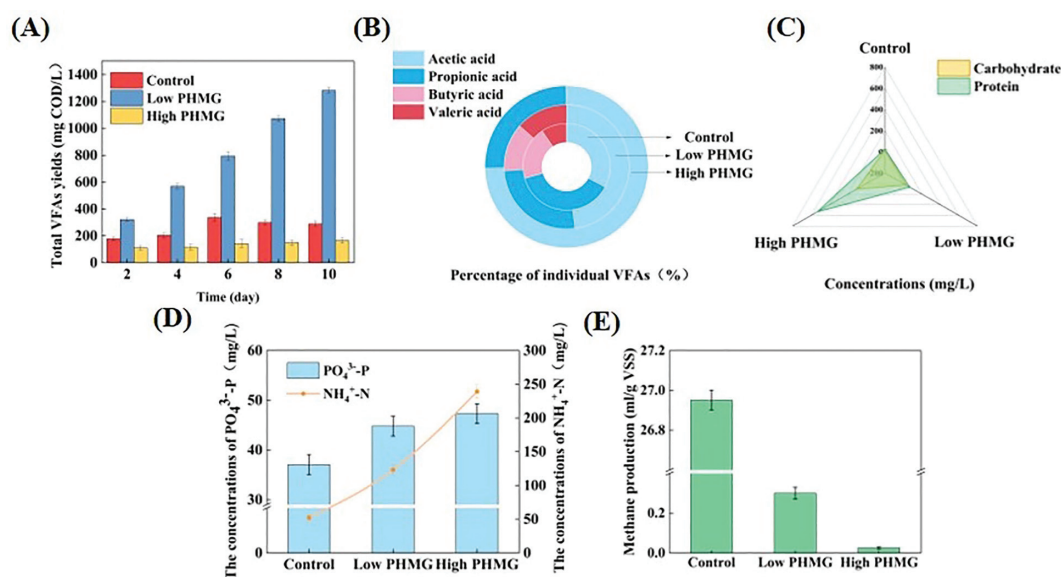 (A)
Total VFAs yields (mg COD/L)
1400
1200
1000
800
600
400
200
0
Control
Low PHMG
High PHMG
2
4
6
8
10
Time (day)
(B)
Acetic acid
Propionic acid
Butyric acid
Valeric acid
Control
Low PHMG
High PHMG
Percentage of individual VFAs (%)
(C)
Control
Carbohydrate
Protein
800
600
400
200
0
200
High PHMG
Low PHMG
Concentrations (mg/L)
(D)
The concentrations of PO₄³⁻-P (mg/L)
60
50
40
30
0
PO₄³⁻-P
NH₄⁺-N
300
250
200
150
100
50
0
The concentrations of NH₄⁺-N (mg/L)
Control
Low PHMG
High PHMG
(E)
Methane production (ml/g VSS)
27.2
27.0
26.8
0.2
0.0
Control
Low PHMG
High PHMG